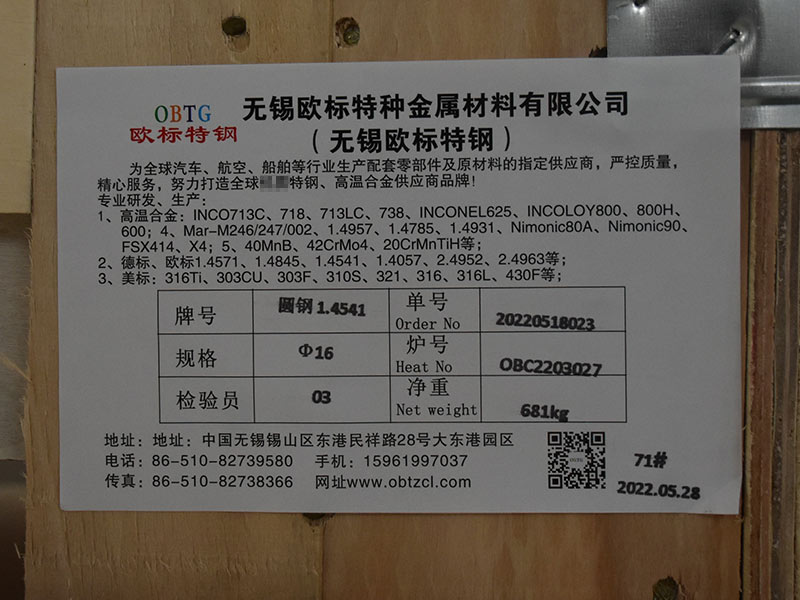 OBTG
欧标特钢
无锡欧标特种金属材料有限公司
（无锡欧标特钢）
为全球汽车、航空、船舶等行业生产配套零部件及原材料的指定供应商，严控质量，
精心服务，努力打造全球特钢、高温合金供应商品牌！
专业研发、生产：
1、高温合金：INCO713C、718、713LC、738、INCONEL625、INCOLOY800、800H、
600；4、Mar-M246/247/002、1.4957、1.4785、1.4931、Nimonic80A、Nimonic90、
FSX414、X4；5、40MnB、42CrMo4、20CrMnTiH等；
2、德标、欧标1.4571、1.4845、1.4541、1.4057、2.4952、2.4963等；
3、美标：316Ti、303CU、303F、310S、321、316、316L、430F等；
牌号 圆钢1.4541 单号 Order No 20220518023
规格 Φ16 炉号 Heat No OBC2203027
检验员 03 净重 Net weight 681kg
地址：地址：中国无锡锡山区东港民祥路28号大东港园区
电话：86-510-82739580 手机：15961997037
传真：86-510-82738366 网址www.obtzcl.com
71#
2022.05.28